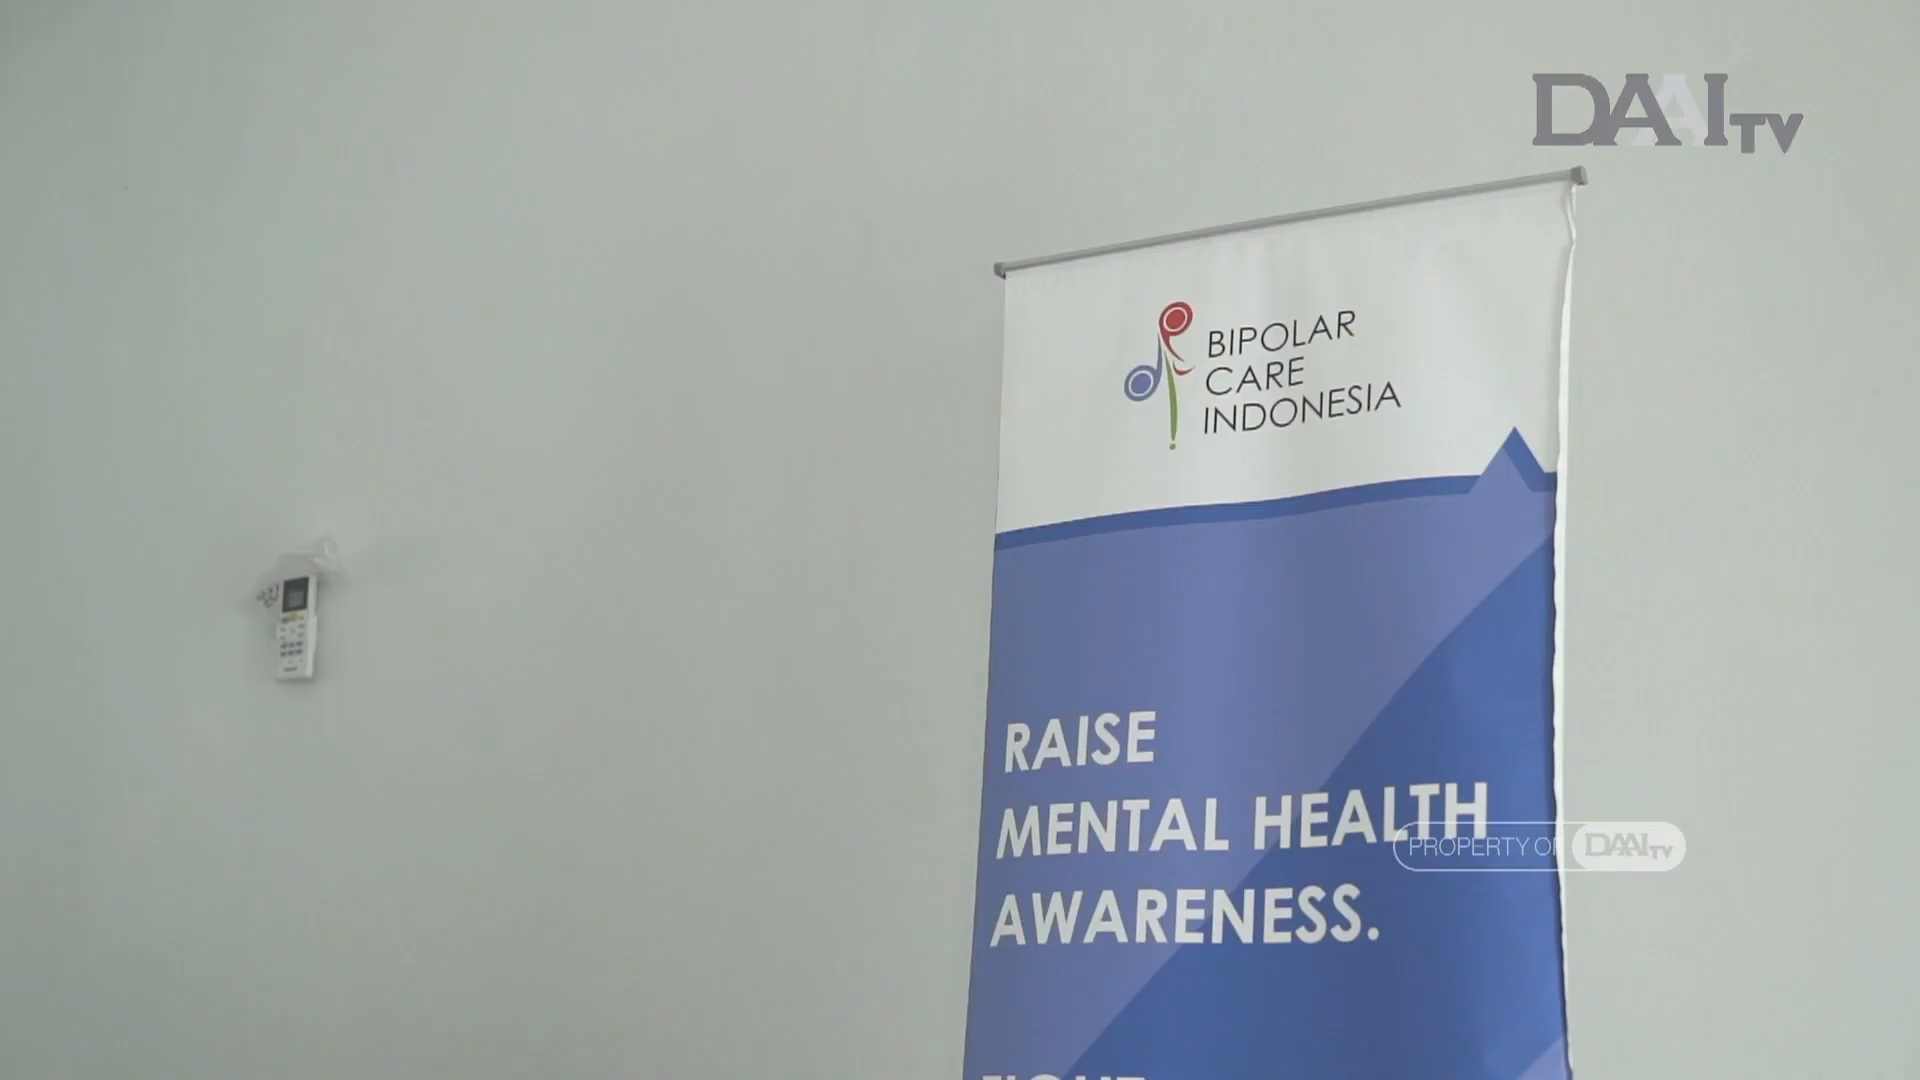 DAAI TV
BIPOLAR
CARE
INDONESIA
RAISE
MENTAL HEALTH
AWARENESS.
PROPERTY OF DAAI TV